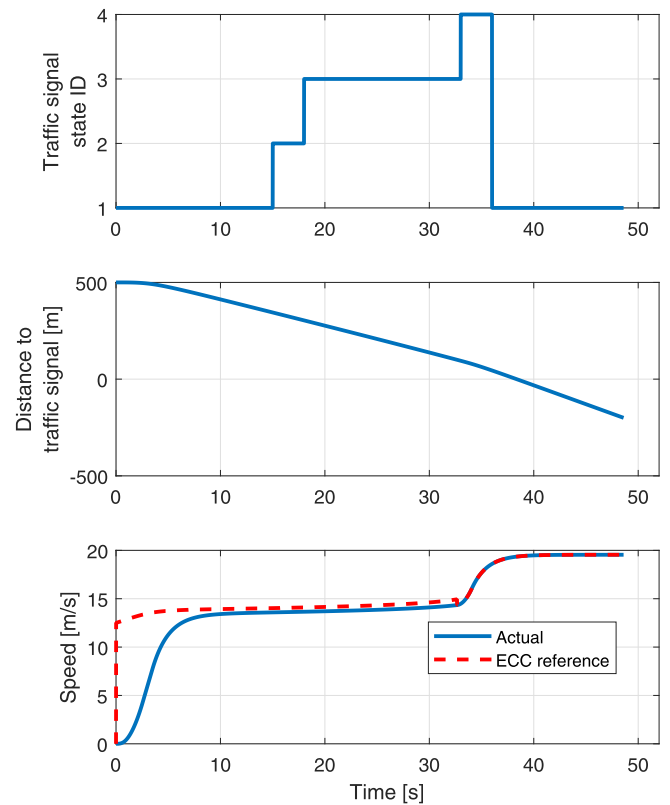 Traffic signal
state ID
4
3
2
1
0 10 20 30 40 50
Distance to
traffic signal [m]
500
0
-500
0 10 20 30 40 50
Speed [m/s]
20
15
10
5
0
Actual
ECC reference
0 10 20 30 40 50
Time [s]